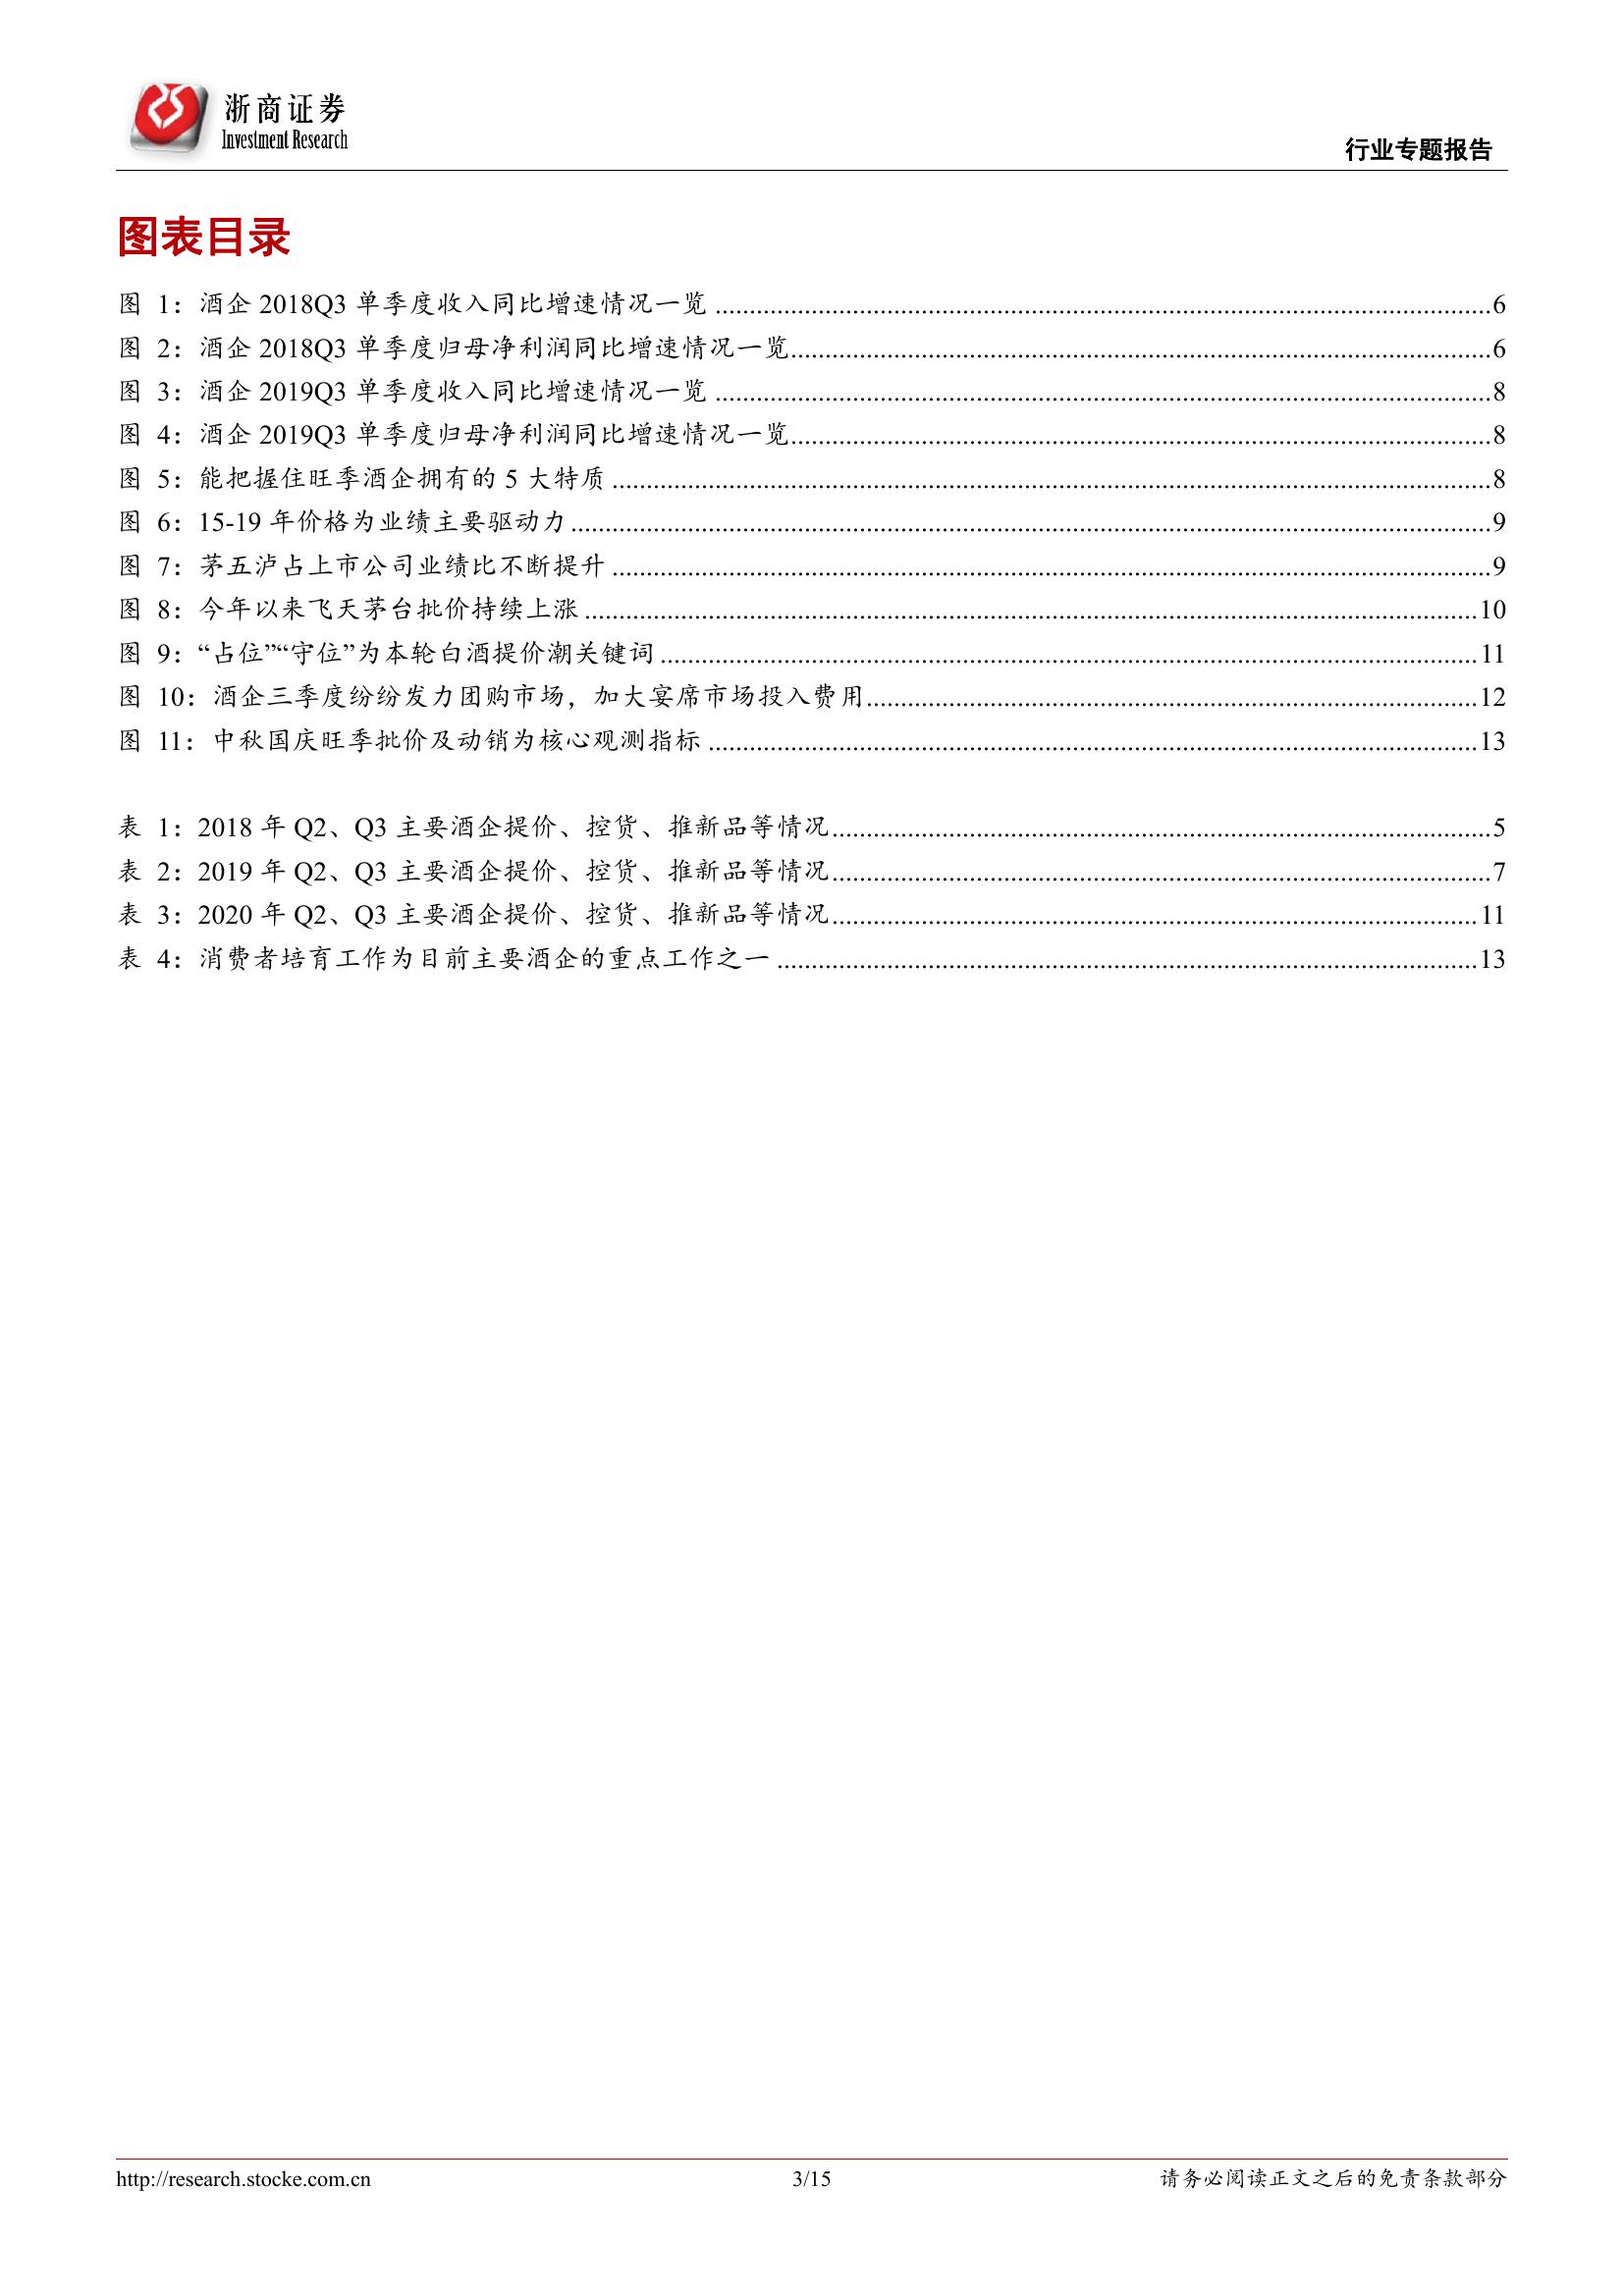 浙商证券
Investment Research
行业专题报告
图表目录
图 1：酒企 2018Q3 单季度收入同比增速情况一览 ........ 6
图 2：酒企 2018Q3 单季度归母净利润同比增速情况一览 ........ 6
图 3：酒企 2019Q3 单季度收入同比增速情况一览 ........ 8
图 4：酒企 2019Q3 单季度归母净利润同比增速情况一览 ........ 8
图 5：能把握住旺季酒企拥有的 5 大特质 ........ 8
图 6：15-19 年价格为业绩主要驱动力 ........ 9
图 7：茅五泸占上市公司业绩比不断提升 ........ 9
图 8：今年以来飞天茅台批价持续上涨 ........ 10
图 9：“占位”“守位”为本轮白酒提价潮关键词 ........ 11
图 10：酒企三季度纷纷发力团购市场，加大宴席市场投入费用 ........ 12
图 11：中秋国庆旺季批价及动销为核心观测指标 ........ 13
表 1：2018 年 Q2、Q3 主要酒企提价、控货、推新品等情况 ........ 5
表 2：2019 年 Q2、Q3 主要酒企提价、控货、推新品等情况 ........ 7
表 3：2020 年 Q2、Q3 主要酒企提价、控货、推新品等情况 ........ 11
表 4：消费者培育工作为目前主要酒企的重点工作之一 ........ 13
http://research.stocke.com.cn
3/15
请务必阅读正文之后的免责条款部分